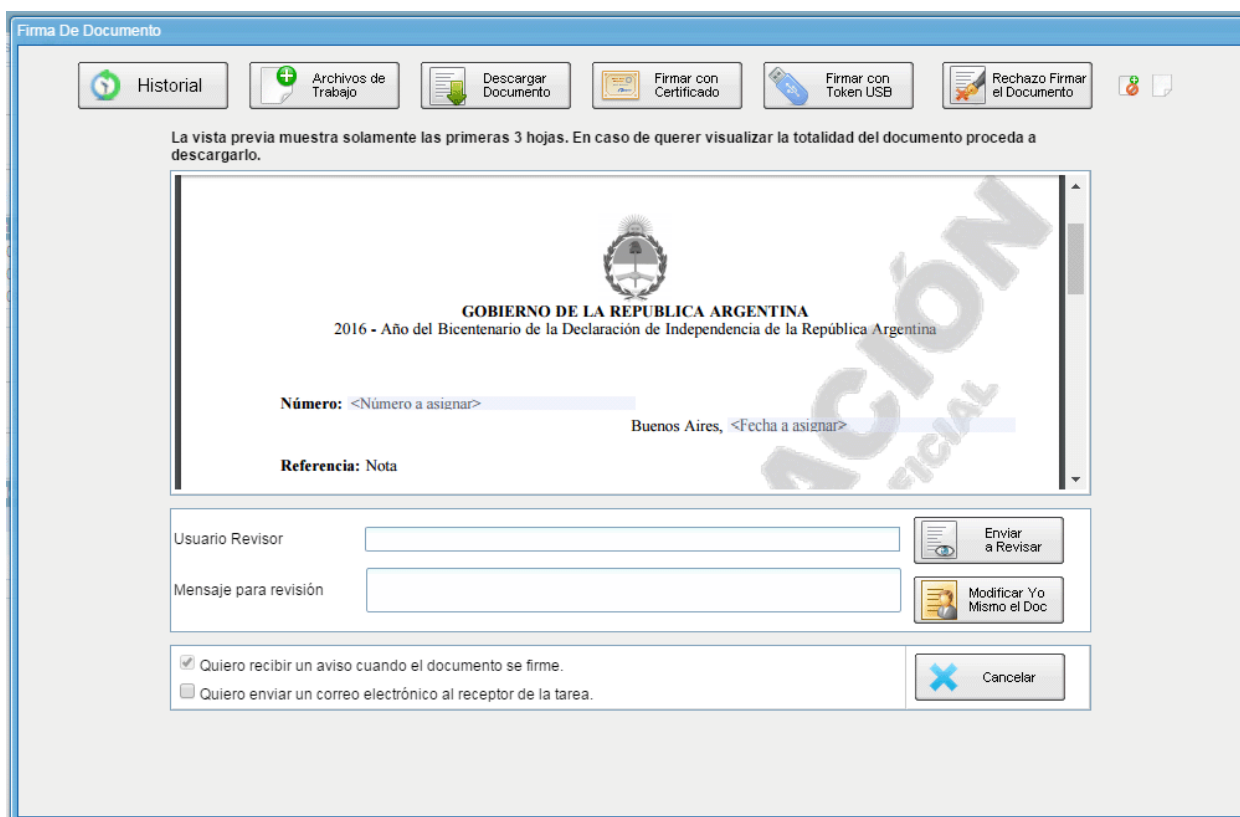 Firma De Documento
Historial
Archivos de
Trabajo
Descargar
Documento
Firmar con
Certificado
Firmar con
Token USB
Rechazo Firmar
el Documento
La vista previa muestra solamente las primeras 3 hojas. En caso de querer visualizar la totalidad del documento proceda a
descargarlo.
GOBIERNO DE LA REPUBLICA ARGENTINA
2016 - Año del Bicentenario de la Declaración de Independencia de la República Argentina
Número: <Número a asignar>
Buenos Aires, <Fecha a asignar>
Referencia: Nota
ACIÓN
FICIAL
Usuario Revisor
Enviar
a Revisar
Mensaje para revisión
Modificar Yo
Mismo el Doc
Quiero recibir un aviso cuando el documento se firme.
Quiero enviar un correo electrónico al receptor de la tarea.
Cancelar